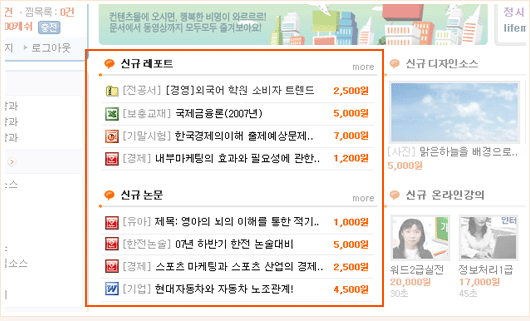 · 찜목록: 0건
충전
> 로그아웃
컨텐츠몰에 오시면, 행복한 비명이 와르르르!
문서에서 동영상까지 모두모두 즐거보아요!
정시
lifem
신규 레포트 more
[전공서] [경영]외국어 학원 소비자 트렌드 2,500원
[보충교재] 국제금융론(2007년) 5,000원
[기말시험] 한국경제의이해 출제예상문제.. 7,000원
[경제] 내부마케팅의 효과와 필요성에 관한.. 1,200원
신규 논문 more
[유아] 제목: 영아의 뇌의 이해를 통한 적기.. 1,000원
[한전논술] 07년 하반기 한전 논술대비 5,000원
[경제] 스포츠 마케팅과 스포츠 산업의 경제.. 2,500원
[기업] 현대자동차와 자동차 노조관계! 4,500원
신규 디자인소스
[사진] 맑은하늘을 배경으로..
5,000원
신규 온라인강의
인터
워드2급실전 정보처리1급
20,000원 17,000원
30초 45초